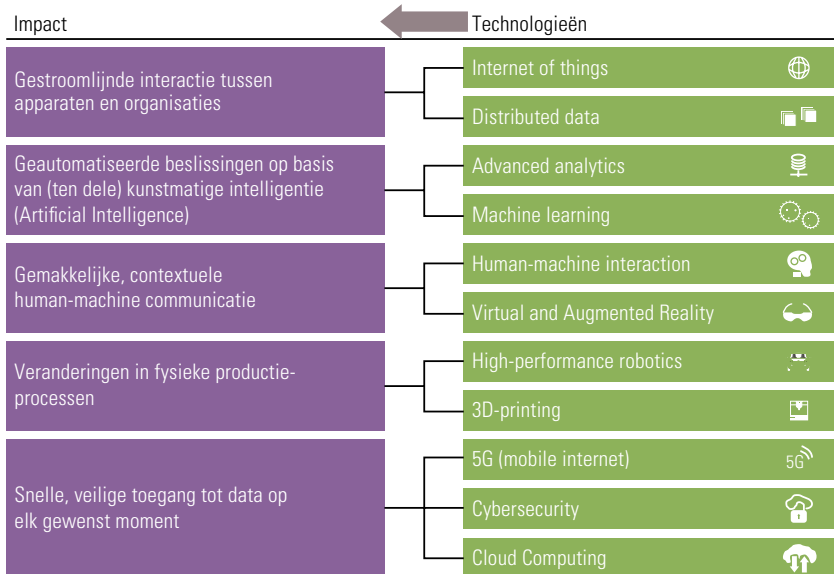 Impact
Technologieën
Gestroomlijnde interactie tussen
apparaten en organisaties
Internet of things
Distributed data
Geautomatiseerde beslissingen op basis
van (ten dele) kunstmatige intelligentie
(Artificial Intelligence)
Advanced analytics
Machine learning
Gemakkelijke, contextuele
human-machine communicatie
Human-machine interaction
Virtual and Augmented Reality
Veranderingen in fysieke productie-
processen
High-performance robotics
3D-printing
Snelle, veilige toegang tot data op
elk gewenst moment
5G (mobile internet)
5G
Cybersecurity
Cloud Computing